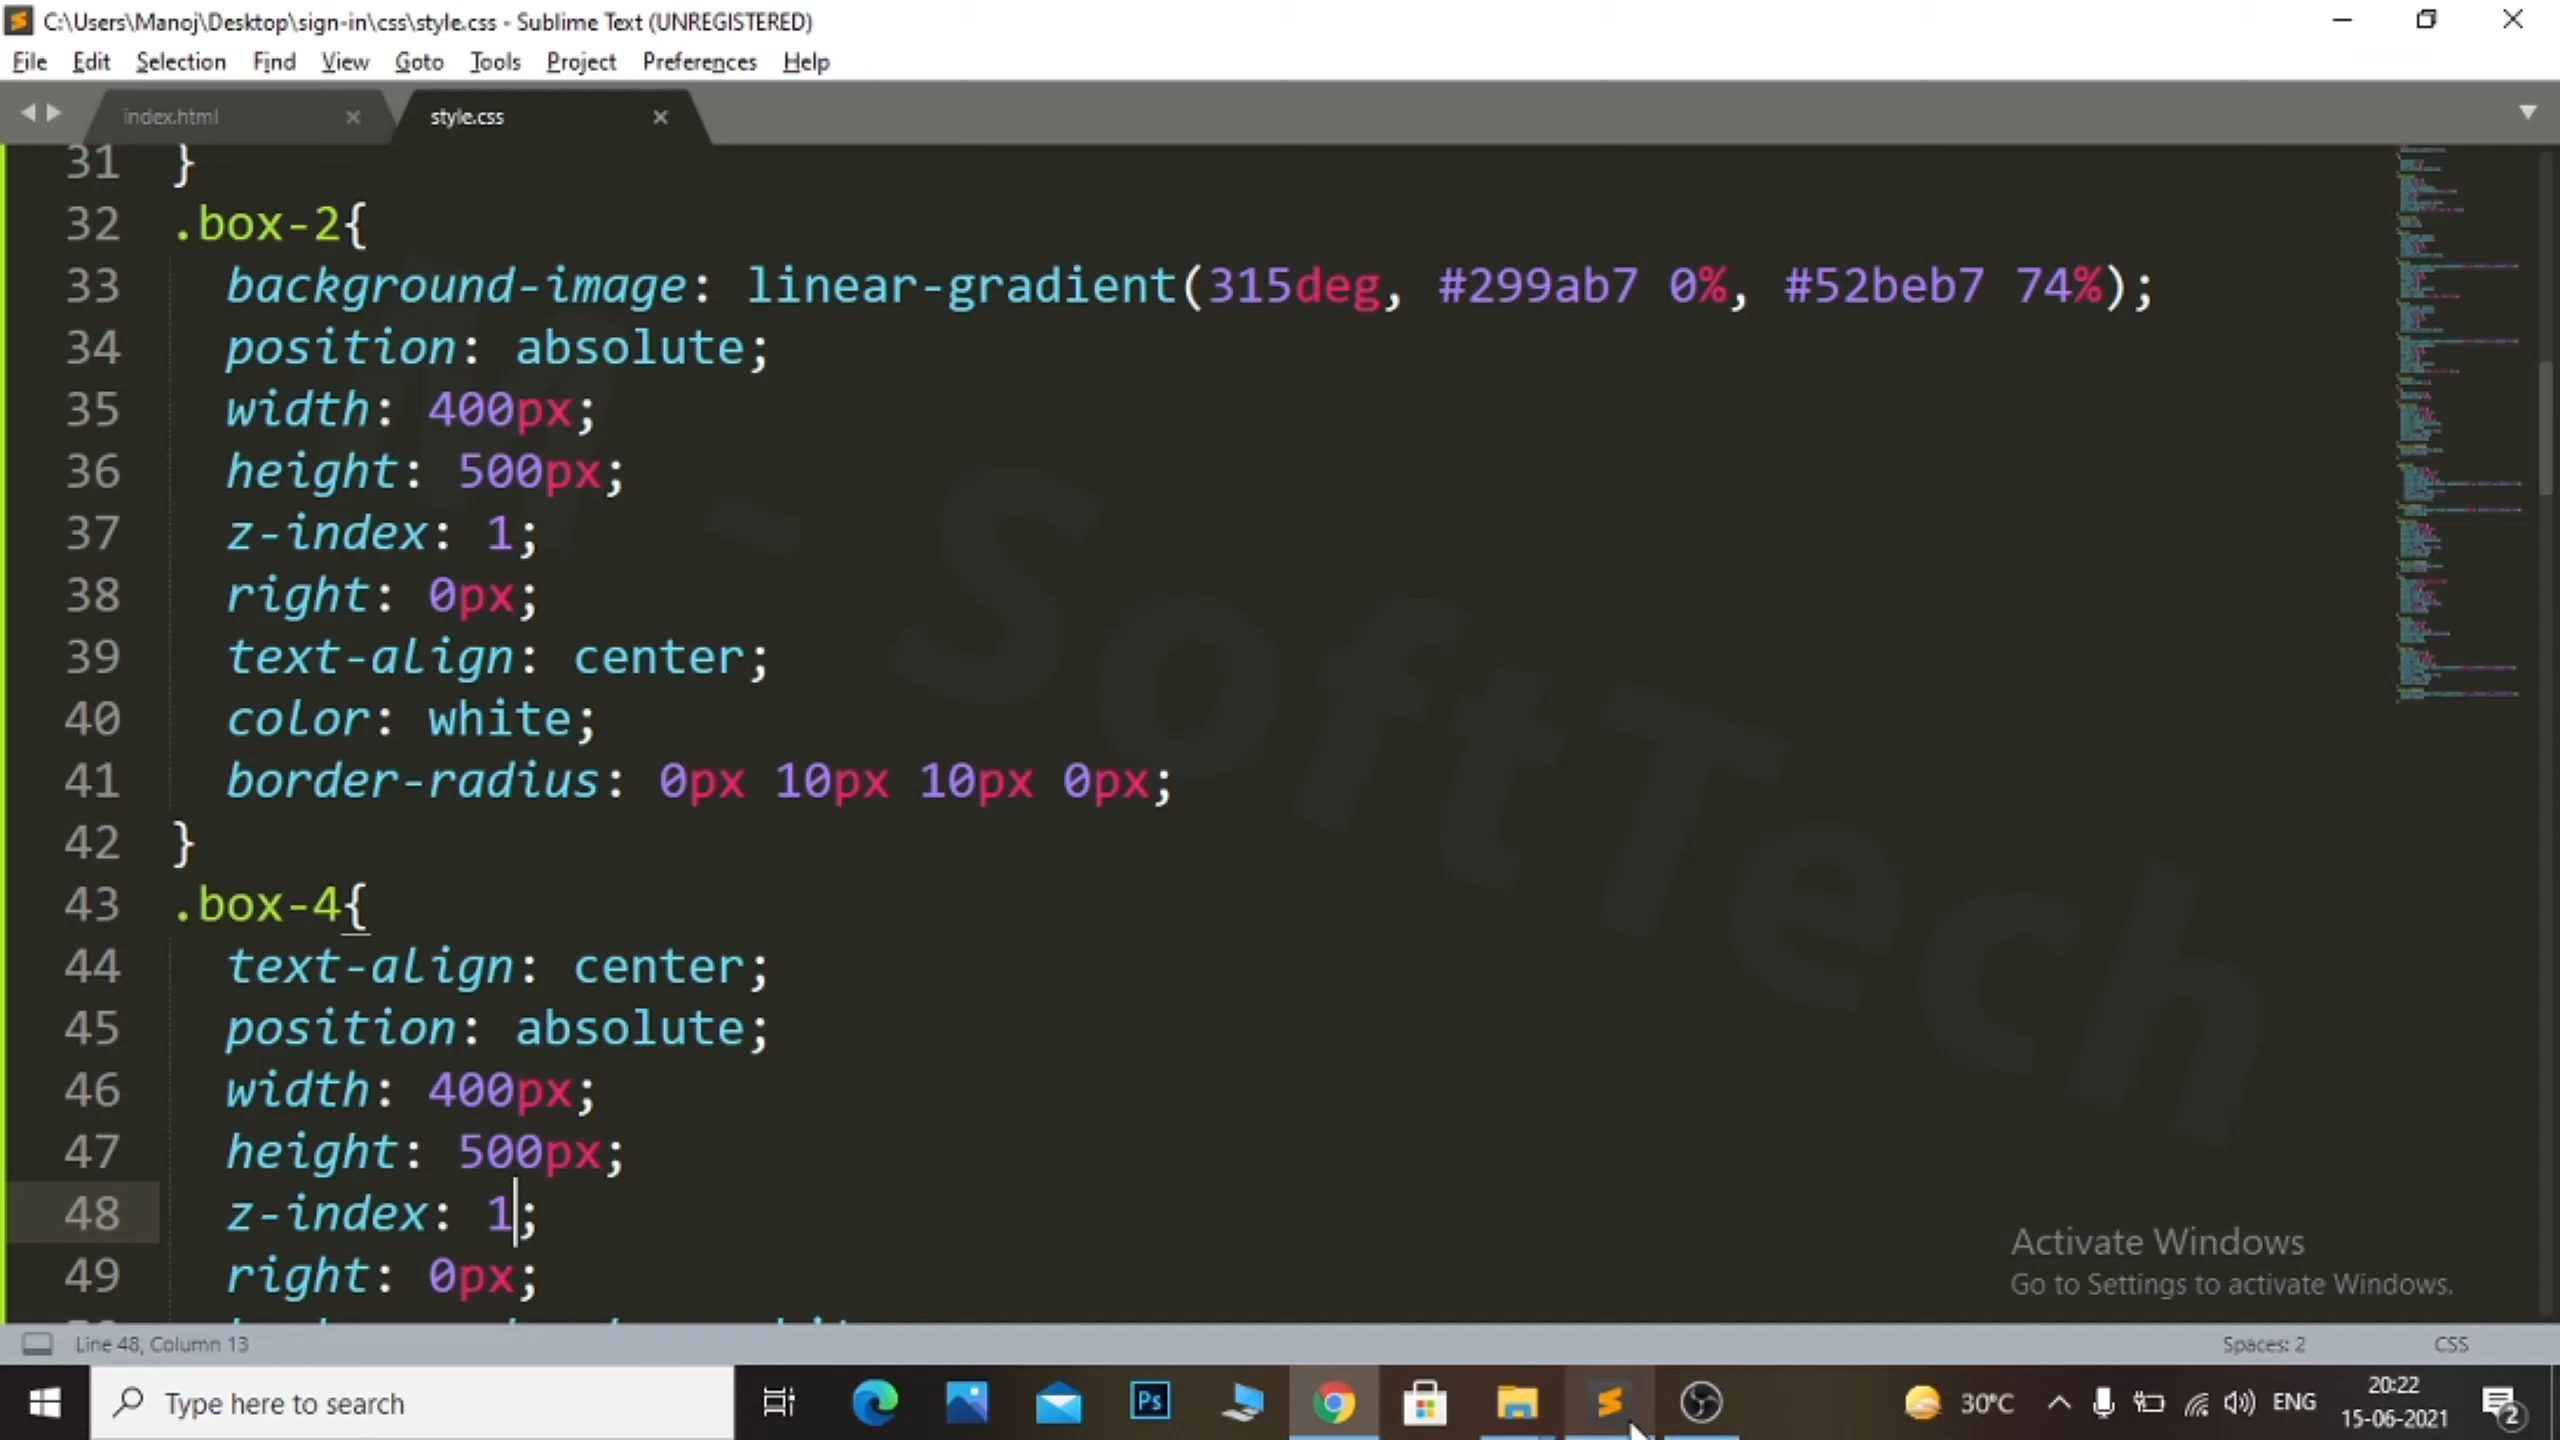 C:\Users\Manoj\Desktop\sign-in\css\style.css - Sublime Text (UNREGISTERED)
File Edit Selection Find View Goto Tools Project Preferences Help
index.html style.css
31 }
32 .box-2{
33 background-image: linear-gradient(315deg, #299ab7 0%, #52beb7 74%);
34 position: absolute;
35 width: 400px;
36 height: 500px;
37 z-index: 1;
38 right: 0px;
39 text-align: center;
40 color: white;
41 border-radius: 0px 10px 10px 0px;
42 }
43 .box-4{
44 text-align: center;
45 position: absolute;
46 width: 400px;
47 height: 500px;
48 z-index: 1;
49 right: 0px;
M - SoftTech
Activate Windows
Go to Settings to activate Windows.
Line 48, Column 13 Spaces: 2 CSS
Type here to search Ps 30°C ENG 20:22
15-06-2021 2